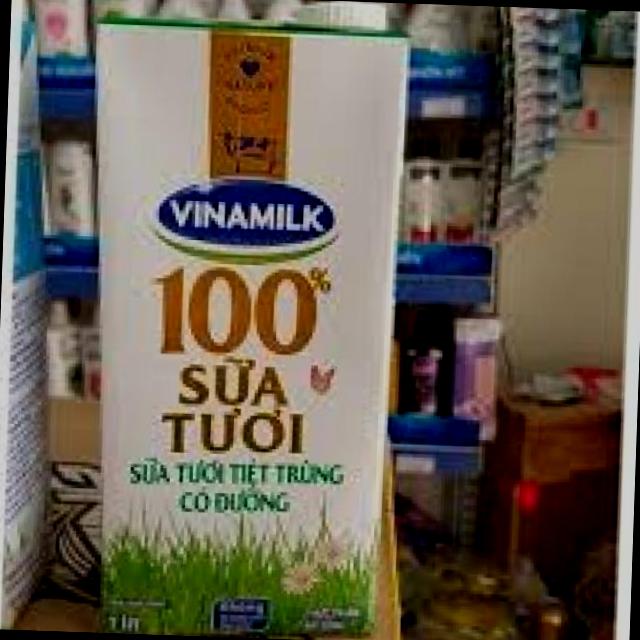 VINAMILK
100%
SỮA
TƯƠI
SỮA TƯƠI TIỆT TRÙNG
CÓ ĐƯỜNG
1 lít